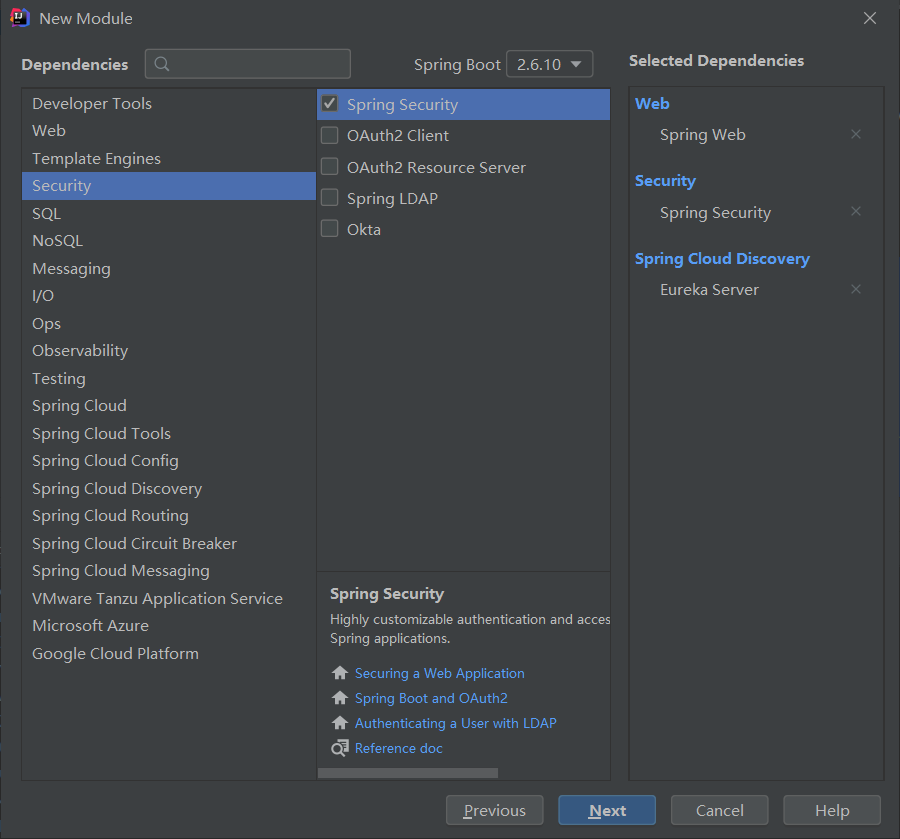 New Module
Dependencies
Spring Boot 2.6.10
Selected Dependencies
Developer Tools
Web
Template Engines
Security
SQL
NoSQL
Messaging
I/O
Ops
Observability
Testing
Spring Cloud
Spring Cloud Tools
Spring Cloud Config
Spring Cloud Discovery
Spring Cloud Routing
Spring Cloud Circuit Breaker
Spring Cloud Messaging
VMware Tanzu Application Service
Microsoft Azure
Google Cloud Platform
Spring Security
OAuth2 Client
OAuth2 Resource Server
Spring LDAP
Okta
Spring Security
Highly customizable authentication and acces
Spring applications.
Securing a Web Application
Spring Boot and OAuth2
Authenticating a User with LDAP
Reference doc
Web
Spring Web
Security
Spring Security
Spring Cloud Discovery
Eureka Server
Previous
Next
Cancel
Help